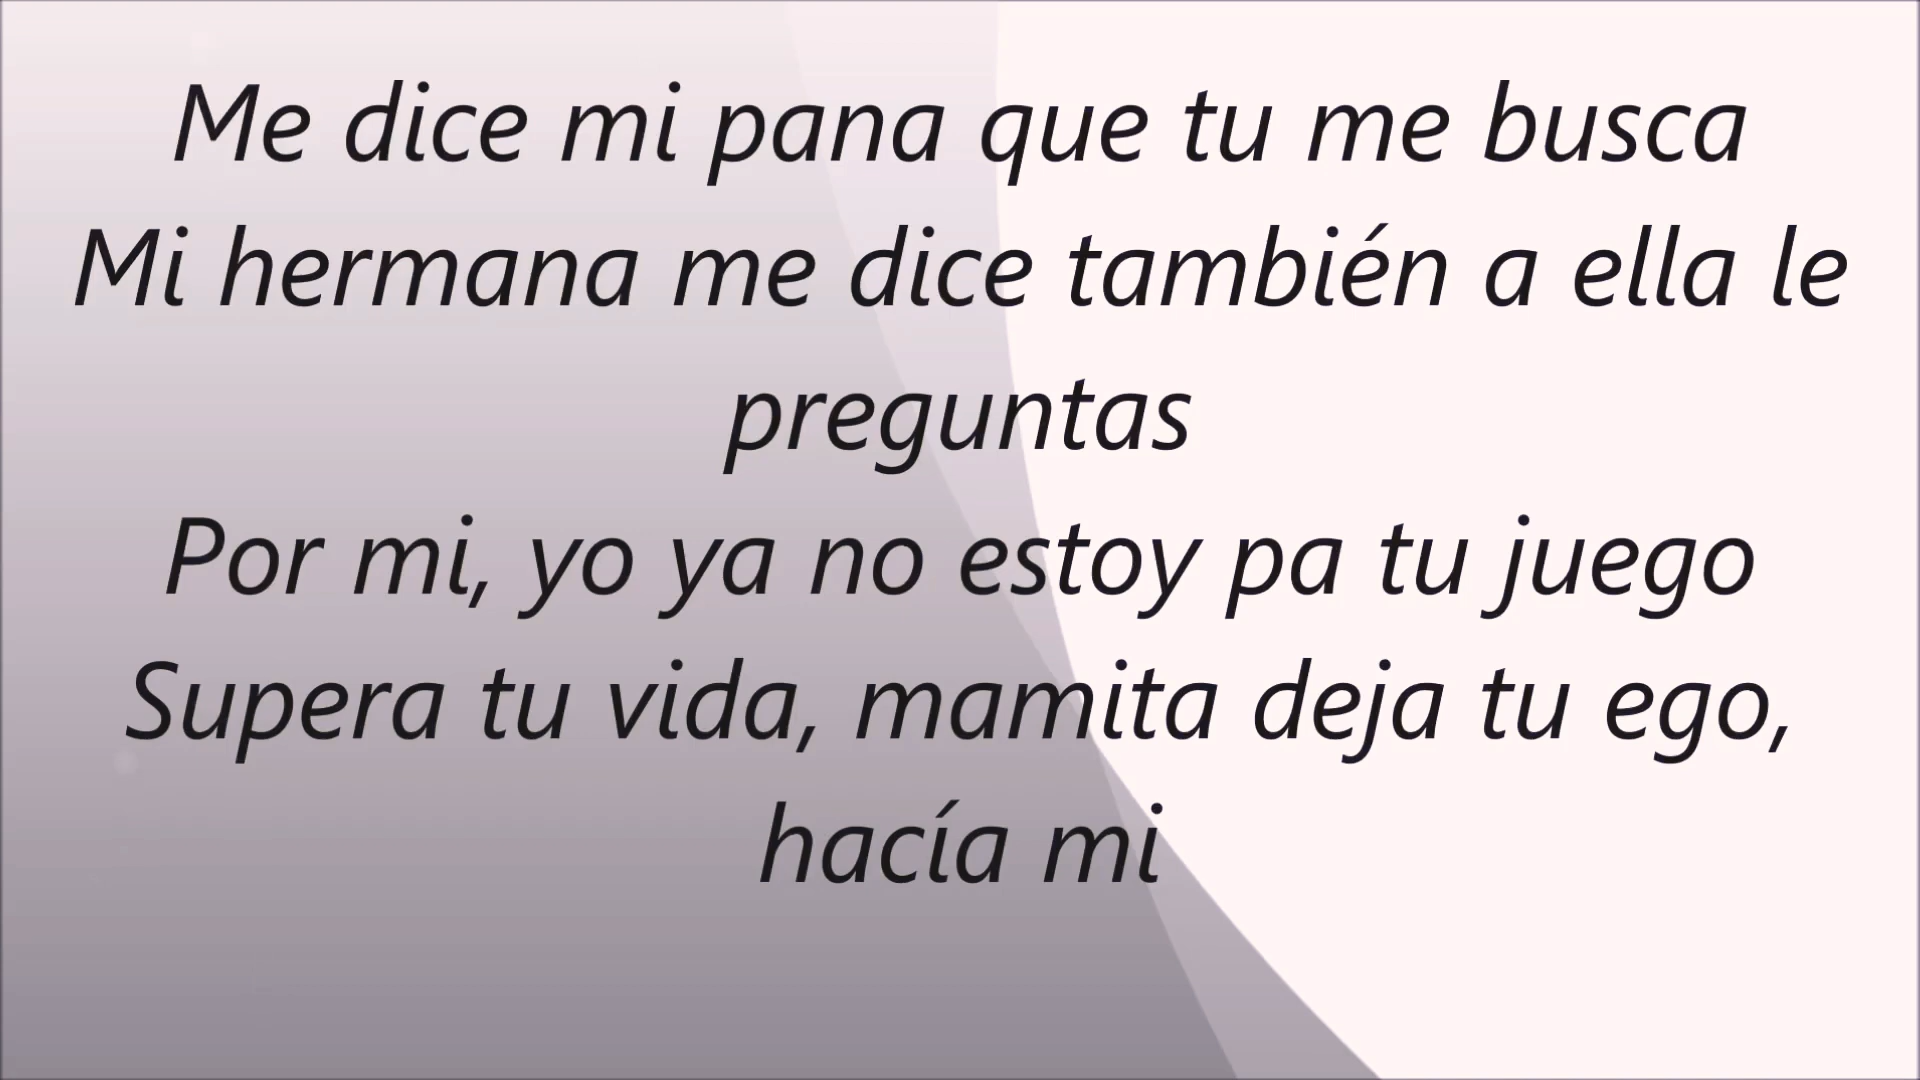 Me dice mi pana que tu me busca
Mi hermana me dice también a ella le
preguntas
Por mi, yo ya no estoy pa tu juego
Supera tu vida, mamita deja tu ego,
hacía mi